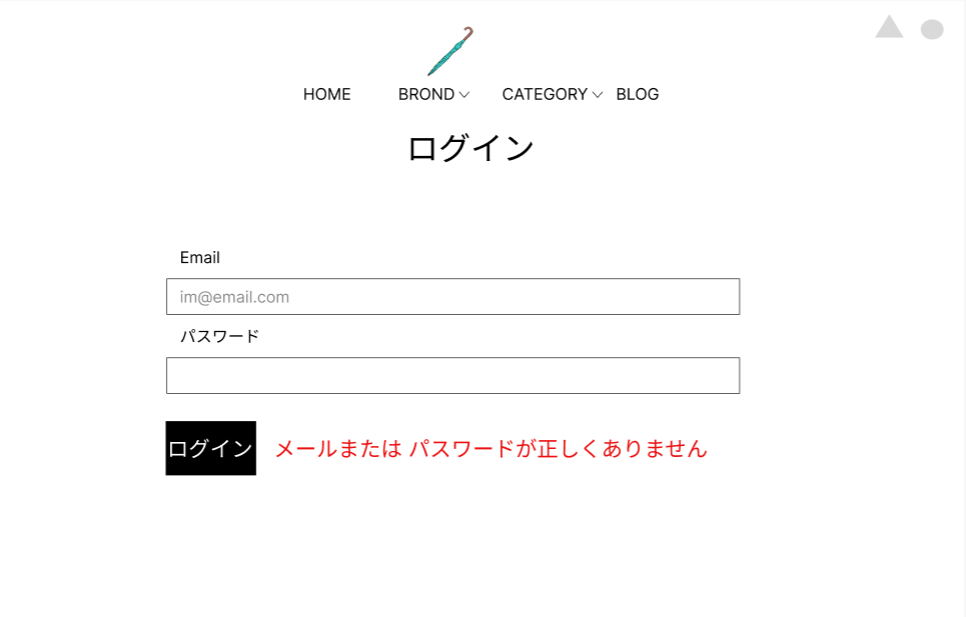 HOME BROND CATEGORY BLOG
ログイン
Email
im@email.com
パスワード
ログイン メールまたは パスワードが正しくありません